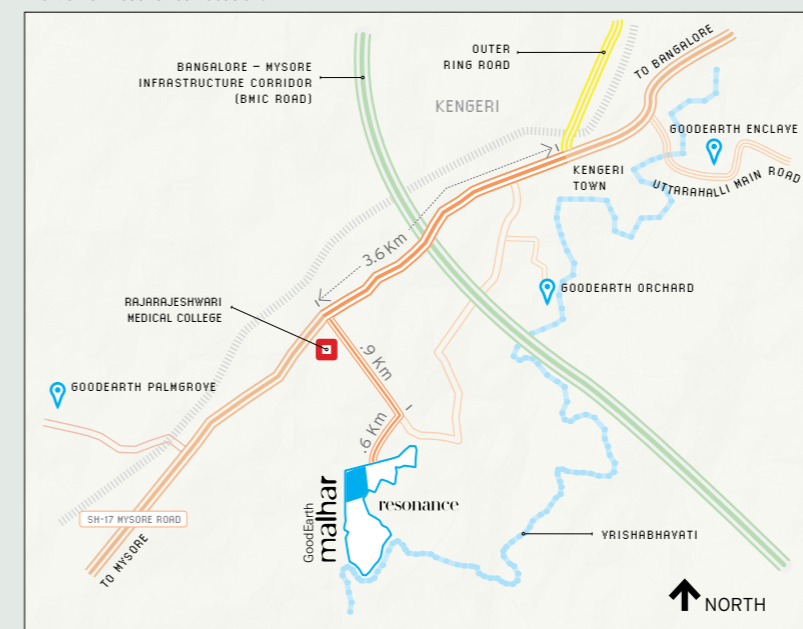 BANGALORE – MYSORE
INFRASTRUCTURE CORRIDOR
(BMIC ROAD)
OUTER
RING ROAD
TO BANGALORE
KENGERI
GOODEARTH ENCLAVE
KENGERI
TOWN
UTTARAHALLI MAIN ROAD
3.6 Km
GOODEARTH ORCHARD
RAJARAJESHWARI
MEDICAL COLLEGE
.9 Km
GOODEARTH PALMGROVE
.6 Km
GoodEarth
malhar
resonance
SH-17 MYSORE ROAD
VRISHABHAVATI
TO MYSORE
NORTH